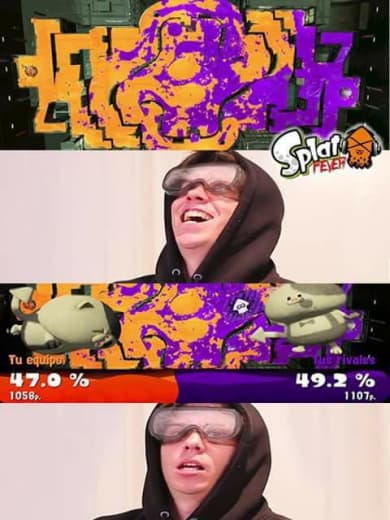 Splat
FEVER
Tu equipo:
Tus rivales
47.0 %
49.2 %
1058p.
1107p.